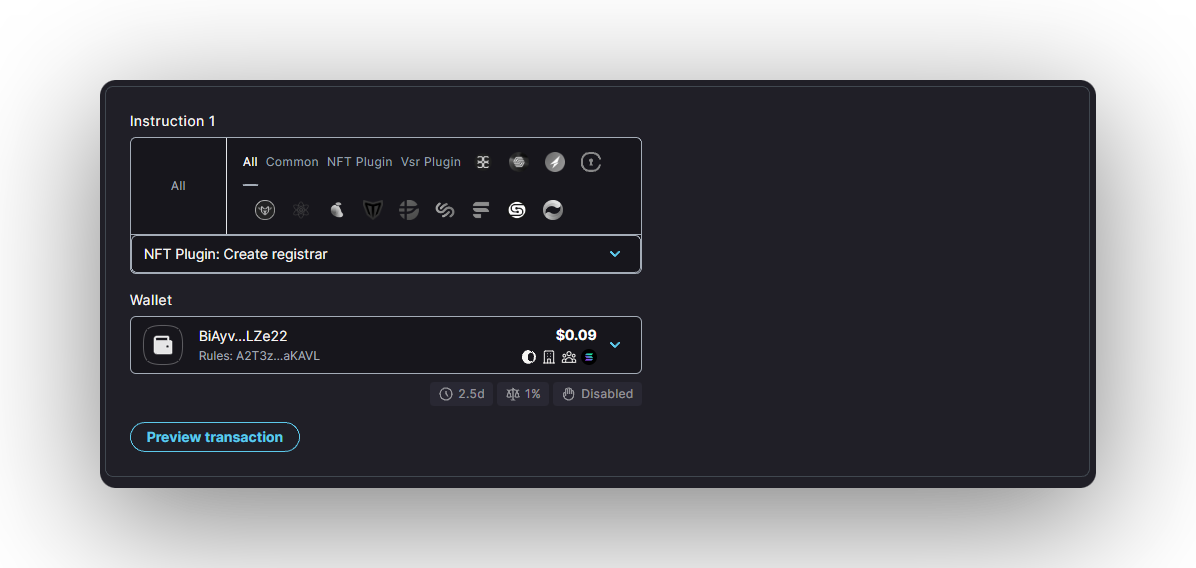 Instruction 1
All
All Common NFT Plugin Vsr Plugin
NFT Plugin: Create registrar
Wallet
BiAyv...LZe22
$0.09
Rules: A2T3z...aKAVL
2.5d 1% Disabled
Preview transaction